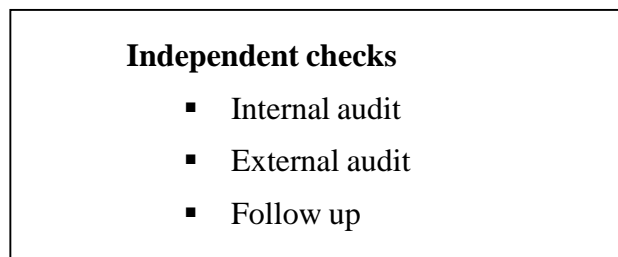 Independent checks
▪ Internal audit
▪ External audit
▪ Follow up